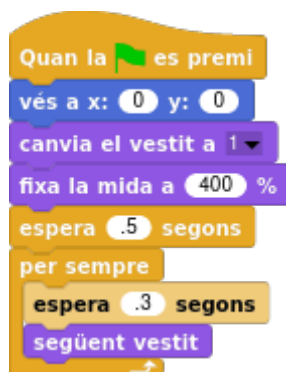 Quan la es premi
vés a x: 0 y: 0
canvia el vestit a 1
fixa la mida a 400 %
espera .5 segons
per sempre
espera .3 segons
següent vestit